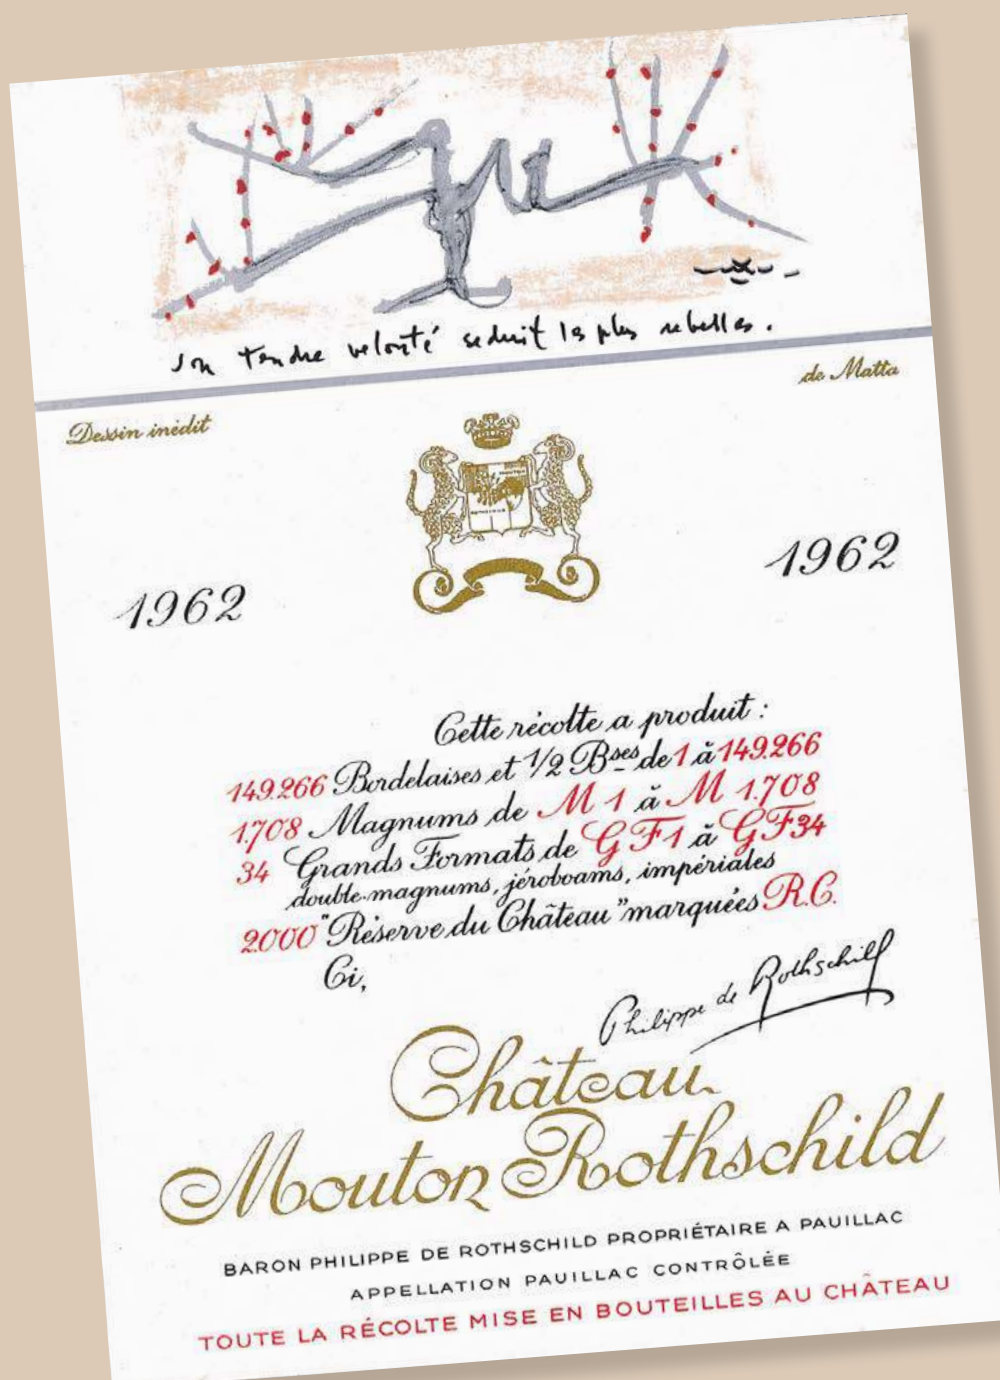 son tendre velouté séduit les plus rebelles.
Dessin inédit
de Matta
MOUTON
ROTHSCHILD
1962
1962
Cette récolte a produit :
149.266 Bordelaises et 1/2 Bses de 1 à 149.266
1.708 Magnums de M 1 à M 1.708
34 Grands Formats de GF1 à GF34
double-magnums, jéroboams, impériales
2000 "Réserve du Château" marquées R.C.
Ci,
Philippe de Rothschild
Château
Mouton Rothschild
BARON PHILIPPE DE ROTHSCHILD PROPRIÉTAIRE A PAUILLAC
APPELLATION PAUILLAC CONTRÔLÉE
TOUTE LA RÉCOLTE MISE EN BOUTEILLES AU CHÂTEAU